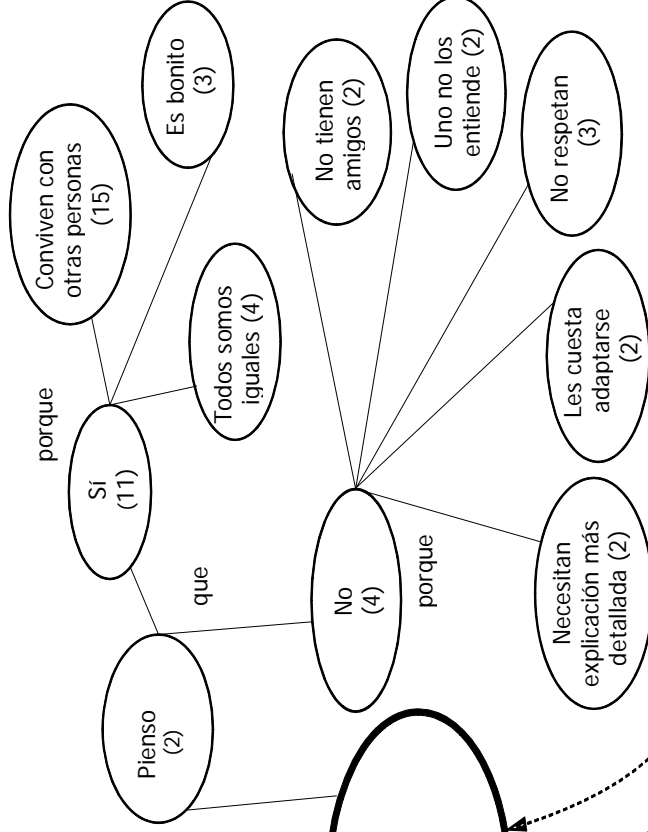 Pienso
(2)
que
Sí
(11)
porque
Conviven con
otras personas
(15)
Es bonito
(3)
Todos somos
iguales (4)
No
(4)
porque
No tienen
amigos (2)
Uno no los
entiende (2)
No respetan
(3)
Les cuesta
adaptarse
(2)
Necesitan
explicación más
detallada (2)